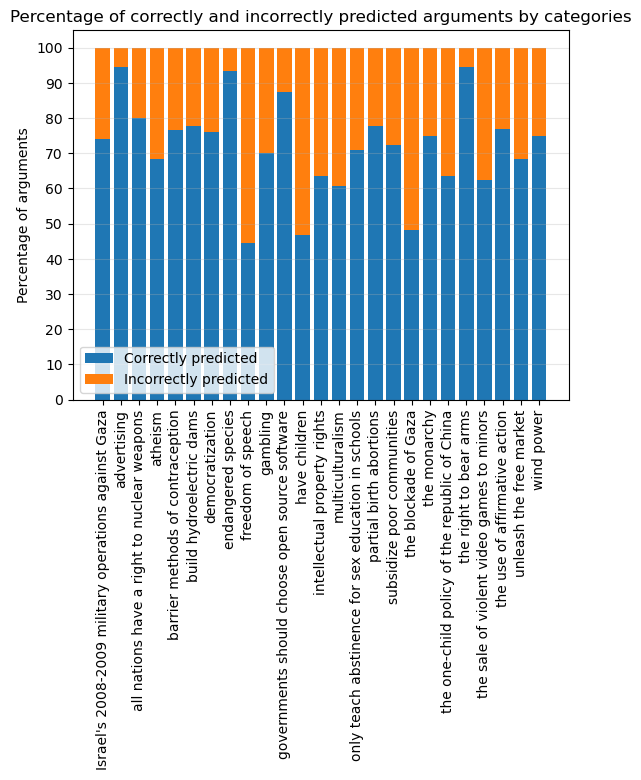 Percentage of correctly and incorrectly predicted arguments by categories
Percentage of arguments
100
90
80
70
60
50
40
30
20
10
0
Correctly predicted
Incorrectly predicted
Israel's 2008-2009 military operations against Gaza
advertising
all nations have a right to nuclear weapons
atheism
barrier methods of contraception
build hydroelectric dams
democratization
endangered species
freedom of speech
gambling
governments should choose open source software
have children
intellectual property rights
multiculturalism
only teach abstinence for sex education in schools
partial birth abortions
subsidize poor communities
the blockade of Gaza
the monarchy
the one-child policy of the republic of China
the right to bear arms
the sale of violent video games to minors
the use of affirmative action
unleash the free market
wind power